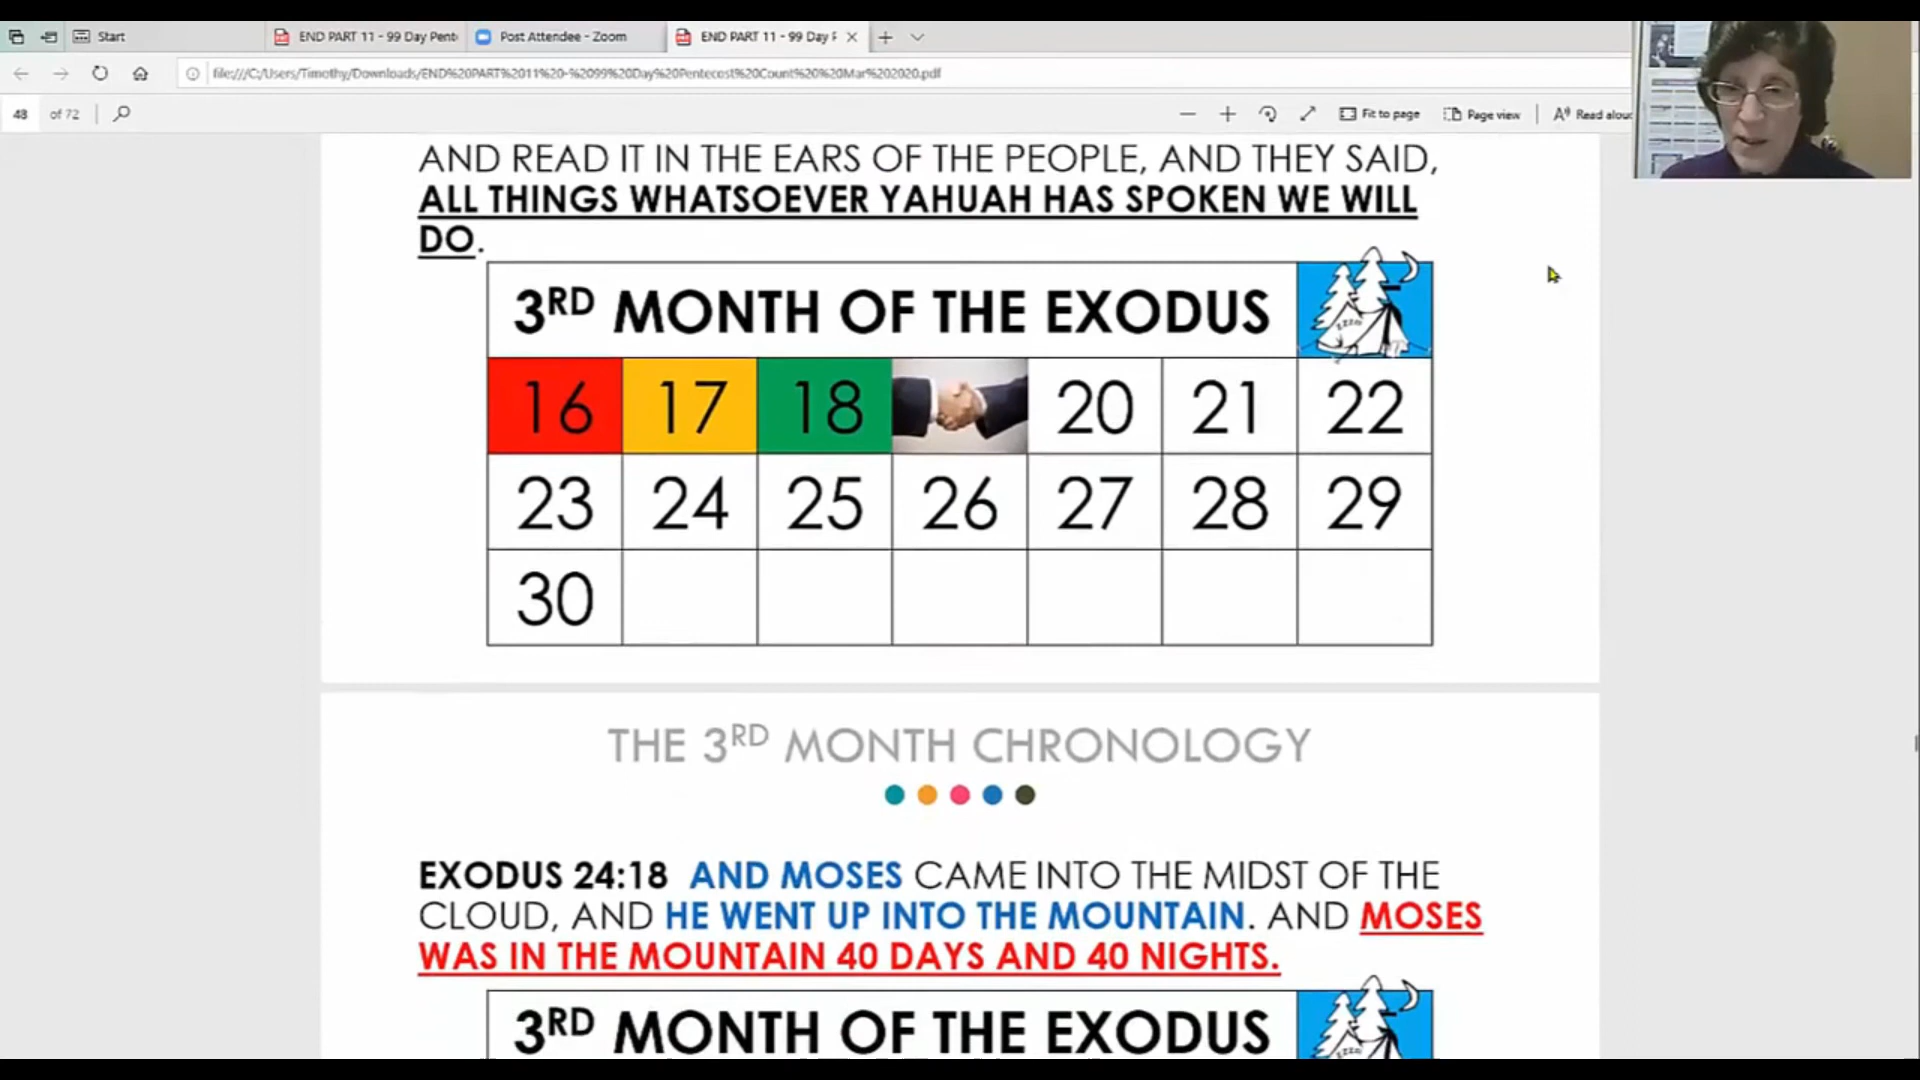 Start
END PART 11 - 99 Day Pent
Post Attendee - Zoom
END PART 11 - 99 Day P
file:///C:/Users/Timothy/Downloads/END%20PART%2011%20-%2099%20Day%20Pentecost%20Count%20%20Mar%202020.pdf
48 of 72
Fit to page
Page view
Read alou
AND READ IT IN THE EARS OF THE PEOPLE, AND THEY SAID,
ALL THINGS WHATSOEVER YAHUAH HAS SPOKEN WE WILL
DO.
3RD MONTH OF THE EXODUS
16 17 18 20 21 22
23 24 25 26 27 28 29
30
THE 3RD MONTH CHRONOLOGY
EXODUS 24:18 AND MOSES CAME INTO THE MIDST OF THE
CLOUD, AND HE WENT UP INTO THE MOUNTAIN. AND MOSES
WAS IN THE MOUNTAIN 40 DAYS AND 40 NIGHTS.
3RD MONTH OF THE EXODUS